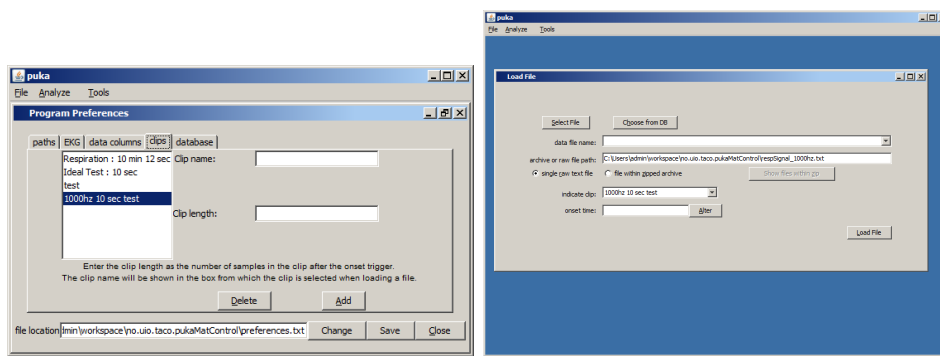 puka
File Analyze Tools
Program Preferences
paths EKG data columns clips database
Respiration : 10 min 12 sec
Ideal Test : 10 sec
test
1000hz 10 sec test
Clip name:
Clip length:
Enter the clip length as the number of samples in the clip after the onset trigger.
The clip name will be shown in the box from which the clip is selected when loading a file.
Delete Add
file location dmin\workspace\no.uio.taco.pukaMatControl\preferences.txt Change Save Close
puka
File Analyze Tools
Load File
Select File Choose from DB
data file name:
archive or raw file path: C:\Users\admin\workspace\no.uio.taco.pukaMatControl\respSignal_1000hz.txt
single raw text file file within zipped archive Show files within zip
indicate clip: 1000hz 10 sec test
onset time: Alter
Load File